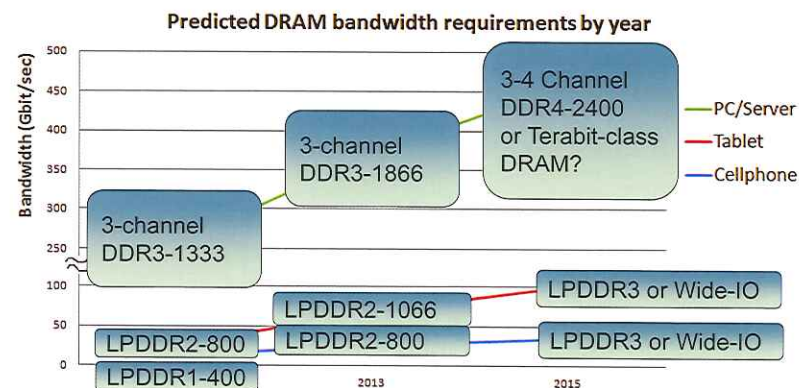 Predicted DRAM bandwidth requirements by year
Bandwidth (Gbit/sec)
500
450
400
350
300
250
100
50
0
3-channel
DDR3-1333
3-channel
DDR3-1866
3-4 Channel
DDR4-2400
or Terabit-class
DRAM?
PC/Server
Tablet
Cellphone
LPDDR2-800
LPDDR1-400
LPDDR2-1066
LPDDR2-800
LPDDR3 or Wide-IO
LPDDR3 or Wide-IO
2013
2015